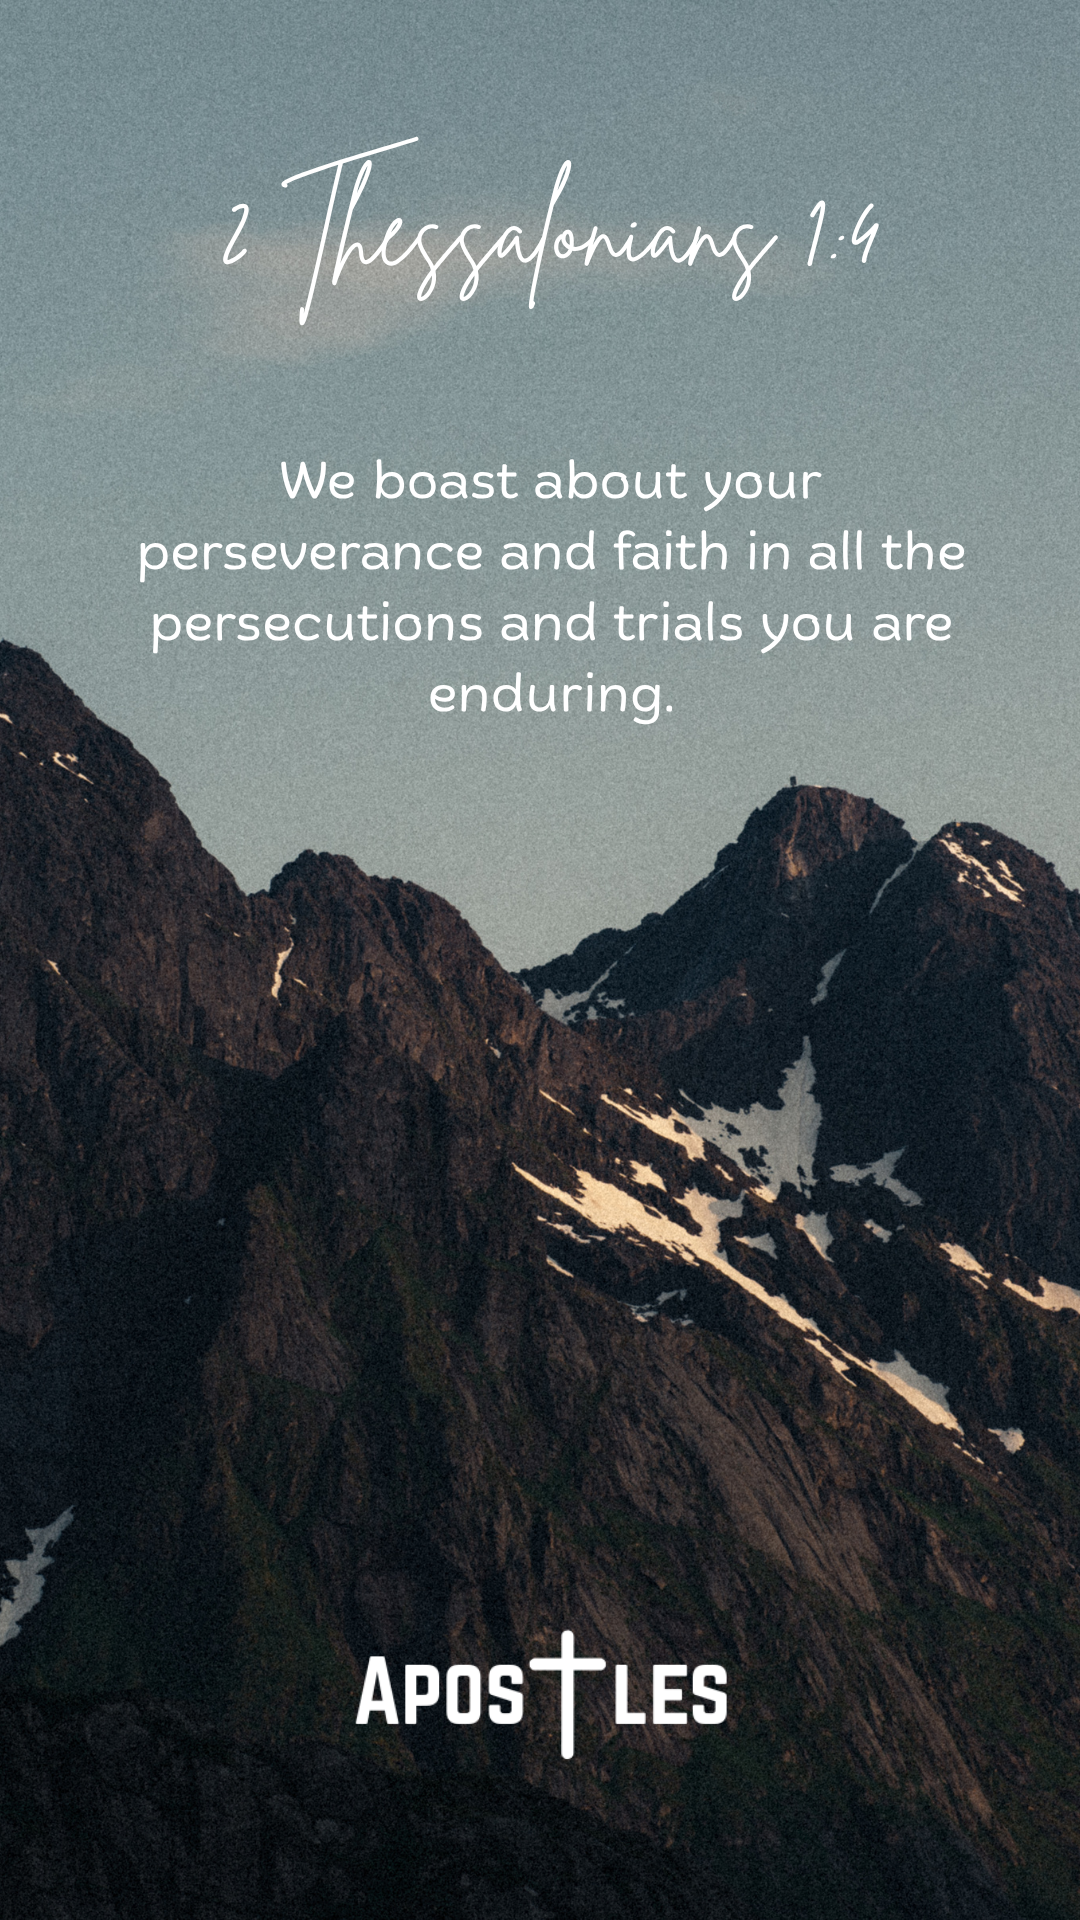 2 Thessalonians 1:4
We boast about your
perseverance and faith in all the
persecutions and trials you are
enduring.
APOSTLES